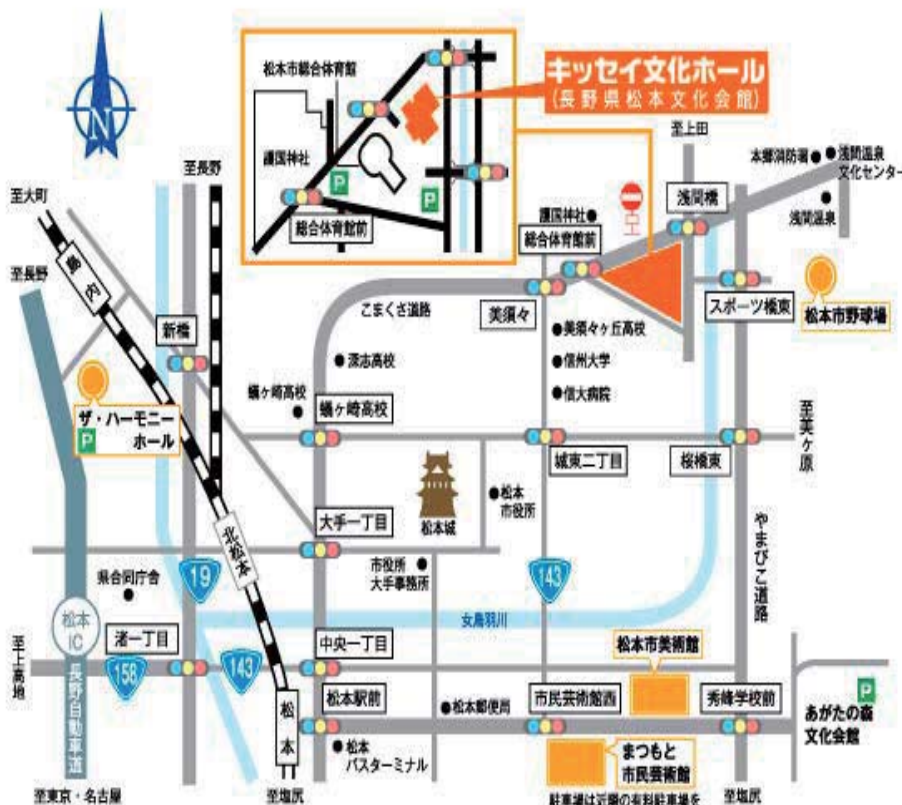 N
松本市総合体育館
護国神社
P
P
総合体育館前
キッセイ文化ホール
(長野県松本文化会館)
至上田
本郷消防署
浅間温泉
文化センター
浅間温泉
浅間橋
護国神社
総合体育館前
至長野
至大町
島内
至長野
新橋
こまくさ道路
美須々
スポーツ橋東
松本市野球場
美須々ヶ丘高校
信州大学
信大病院
深志高校
蟻ヶ崎高校
蟻ヶ崎高校
ザ・ハーモニー
ホール
P
至美ヶ原
城東二丁目
桜橋東
松本城
松本
市役所
大手一丁目
北松本
市役所
大手事務所
19
143
やまびこ道路
県合同庁舎
女鳥羽川
松本
IC
渚一丁目
中央一丁目
松本市美術館
至上高地
158
143
長野自動車道
松本
松本駅前
松本郵便局
市民芸術館西
秀峰学校前
P
あがたの森
文化会館
松本
バスターミナル
まつもと
市民芸術館
至東京・名古屋
至塩尻
駐車場は近隣の有料駐車場を
至塩尻